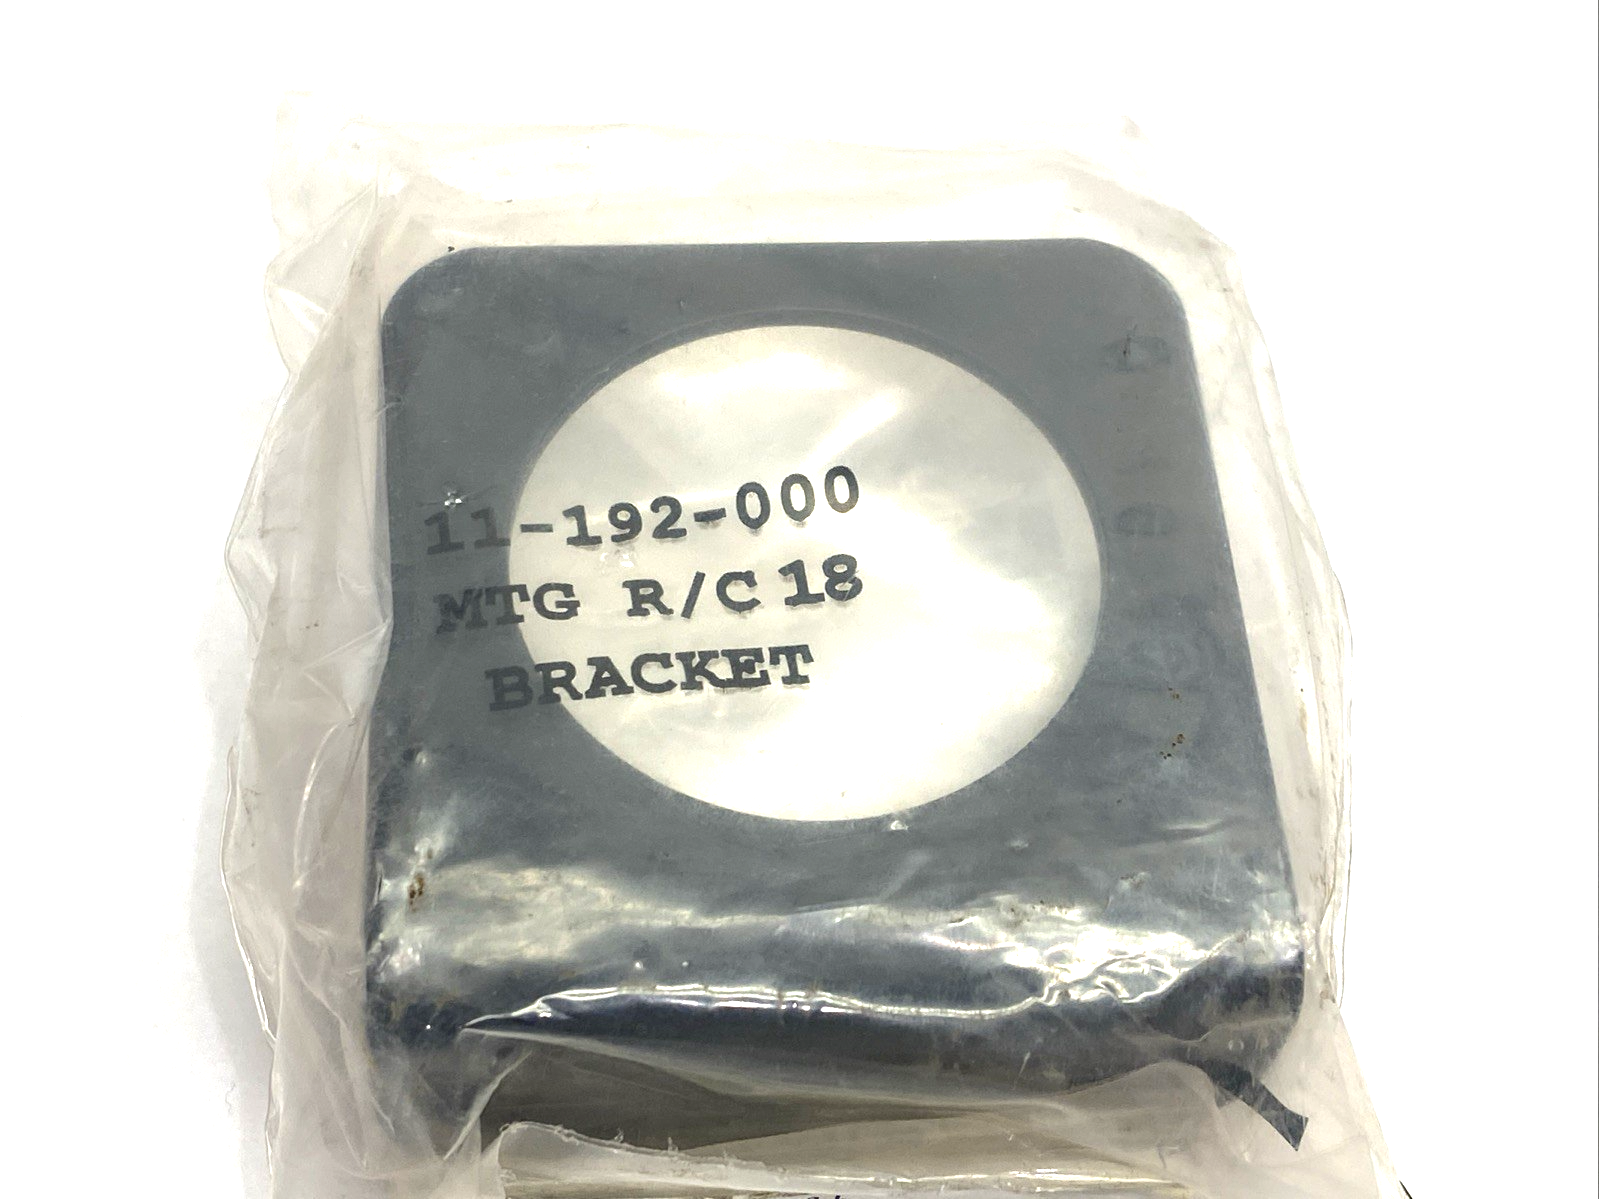 11-192-000
MTG R/C 18
BRACKET